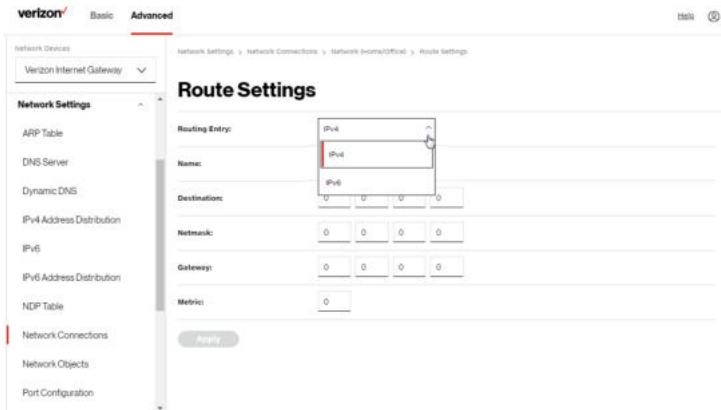 verizon Basic Advanced Help
Network Devices
Verizon Internet Gateway
Network Settings
ARP Table
DNS Server
Dynamic DNS
IPv4 Address Distribution
IPv6
IPv6 Address Distribution
NDP Table
Network Connections
Network Objects
Port Configuration
Network Settings > Network Connections > Network (Home/Office) > Route Settings
Route Settings
Routing Entry: IPv4
IPv4
IPv6
Name:
Destination: 0 0 0 0
Netmask: 0 0 0 0
Gateway: 0 0 0 0
Metric: 0
Apply